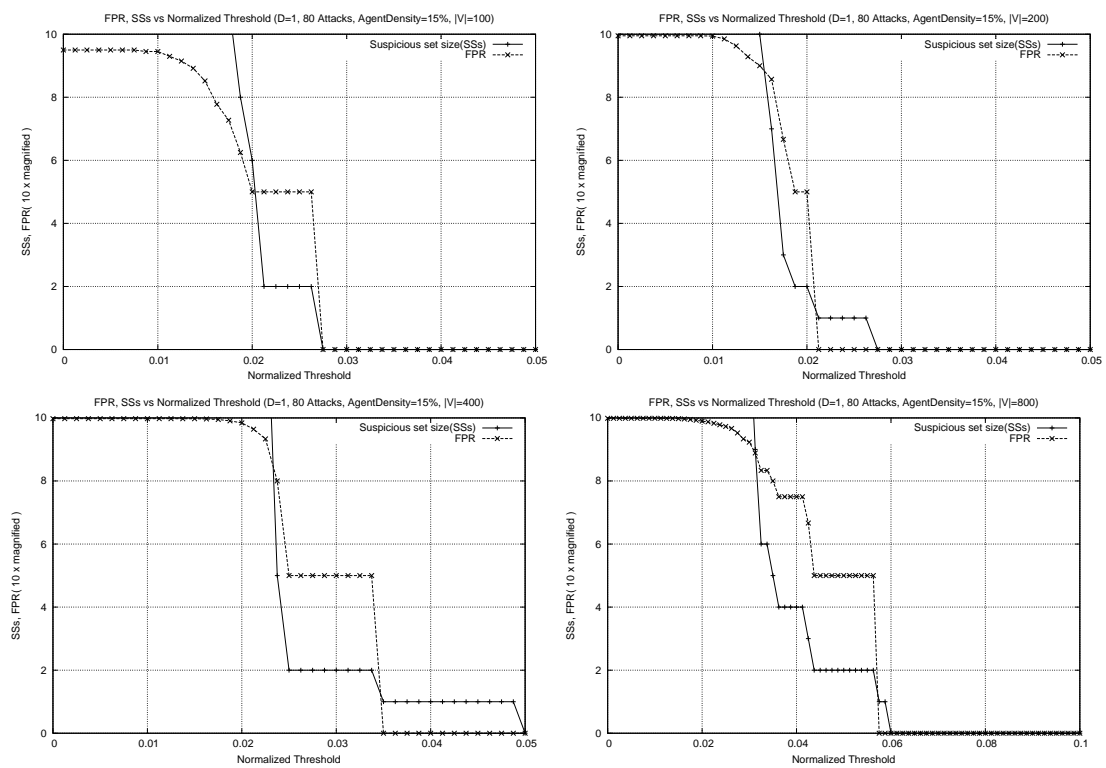 FPR, SSs vs Normalized Threshold (D=1, 80 Attacks, AgentDensity=15%, |V|=100)
SSs, FPR( 10 x magnified )
10
8
6
4
2
0
Suspicious set size(SSs)
FPR
0 0.01 0.02 0.03 0.04 0.05
Normalized Threshold
FPR, SSs vs Normalized Threshold (D=1, 80 Attacks, AgentDensity=15%, |V|=200)
SSs, FPR( 10 x magnified )
10
8
6
4
2
0
Suspicious set size(SSs)
FPR
0 0.01 0.02 0.03 0.04 0.05
Normalized Threshold
FPR, SSs vs Normalized Threshold (D=1, 80 Attacks, AgentDensity=15%, |V|=400)
SSs, FPR( 10 x magnified )
10
8
6
4
2
0
Suspicious set size(SSs)
FPR
0 0.01 0.02 0.03 0.04 0.05
Normalized Threshold
FPR, SSs vs Normalized Threshold (D=1, 80 Attacks, AgentDensity=15%, |V|=800)
SSs, FPR( 10 x magnified )
10
8
6
4
2
0
Suspicious set size(SSs)
FPR
0 0.02 0.04 0.06 0.08 0.1
Normalized Threshold